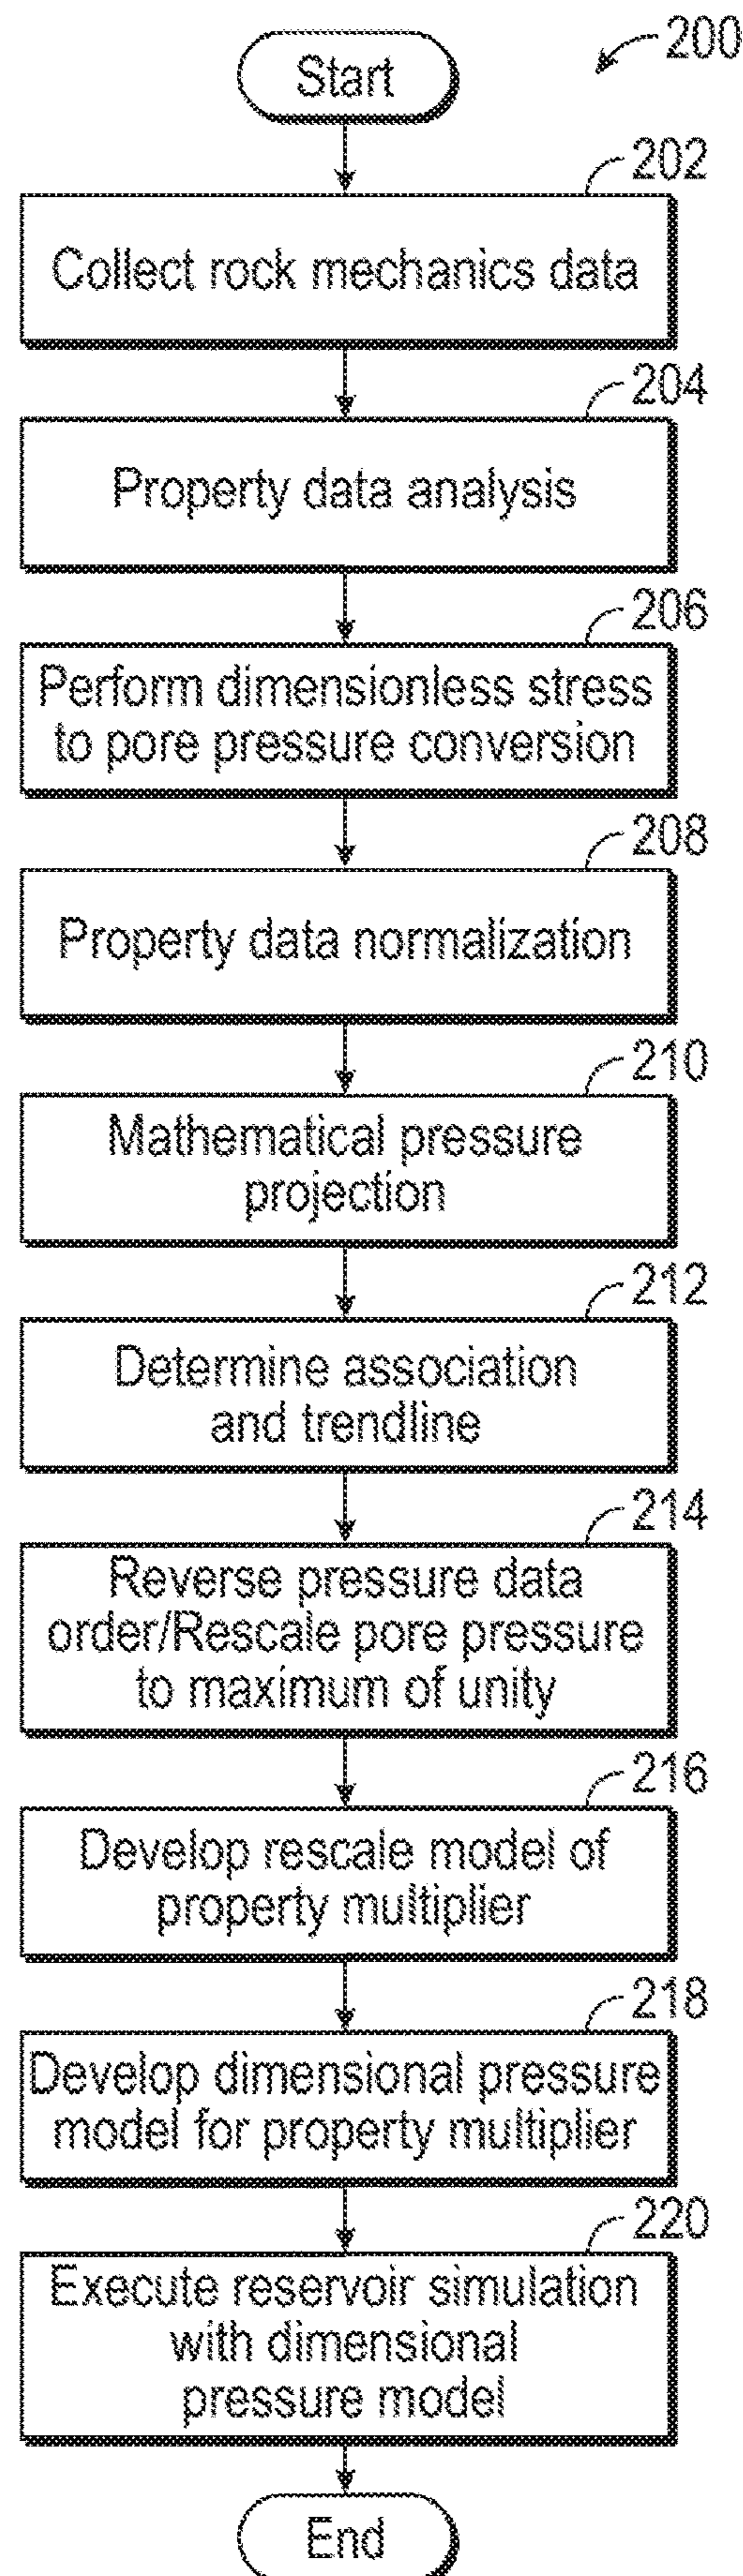 200
Start
202
Collect rock mechanics data
204
Property data analysis
206
Perform dimensionless stress
to pore pressure conversion
208
Property data normalization
210
Mathematical pressure
projection
212
Determine association
and trendline
214
Reverse pressure data
order/Rescale pore pressure
to maximum of unity
216
Develop rescale model of
property multiplier
218
Develop dimensional pressure
model for property multiplier
220
Execute reservoir simulation
with dimensional
pressure model
End